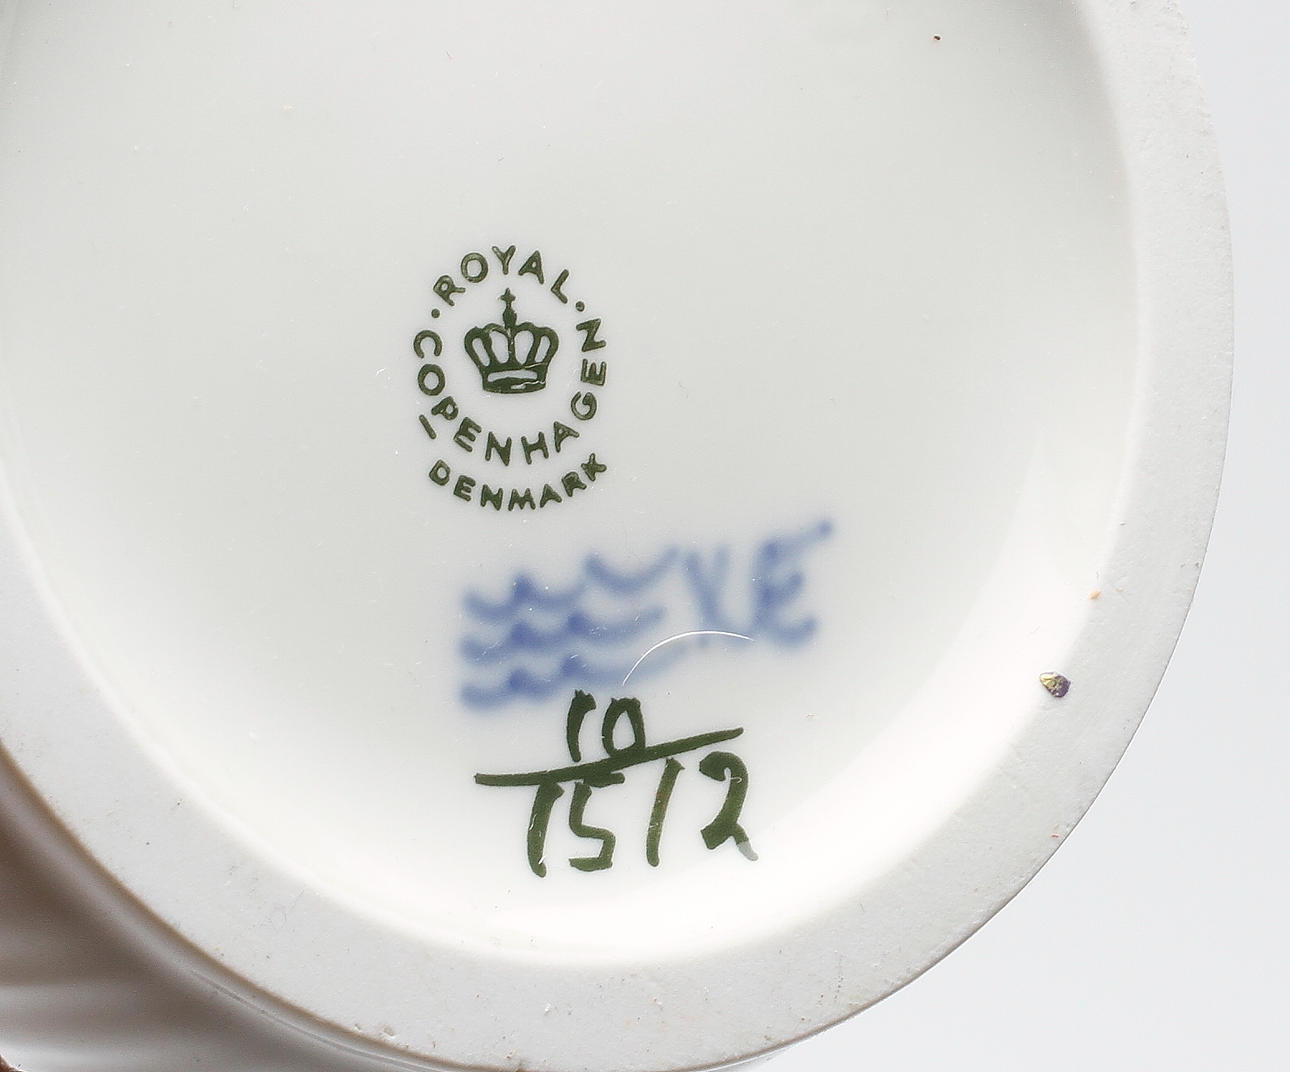 ROYAL
COPENHAGEN
DENMARK
10
1512